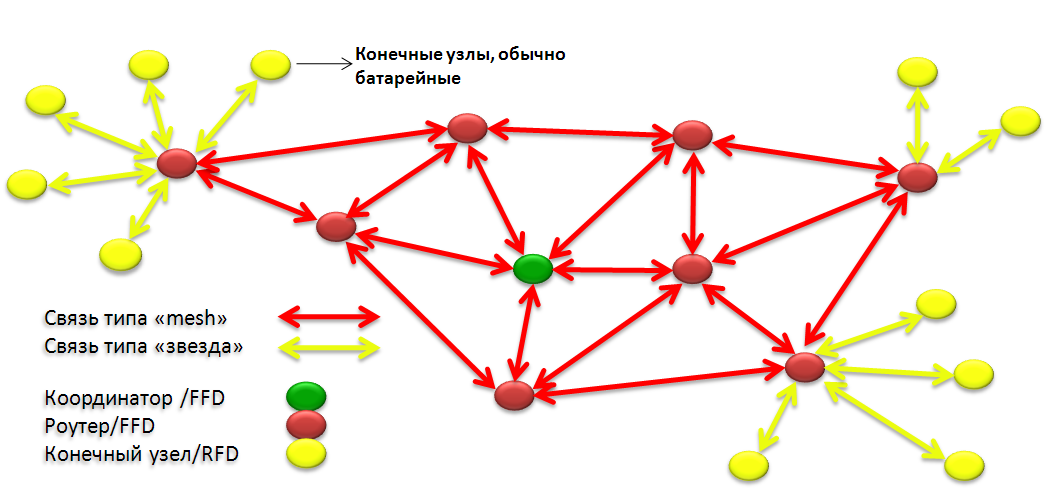 Конечные узлы, обычно
батарейные
Связь типа «mesh»
Связь типа «звезда»
Координатор /FFD
Роутер/FFD
Конечный узел/RFD